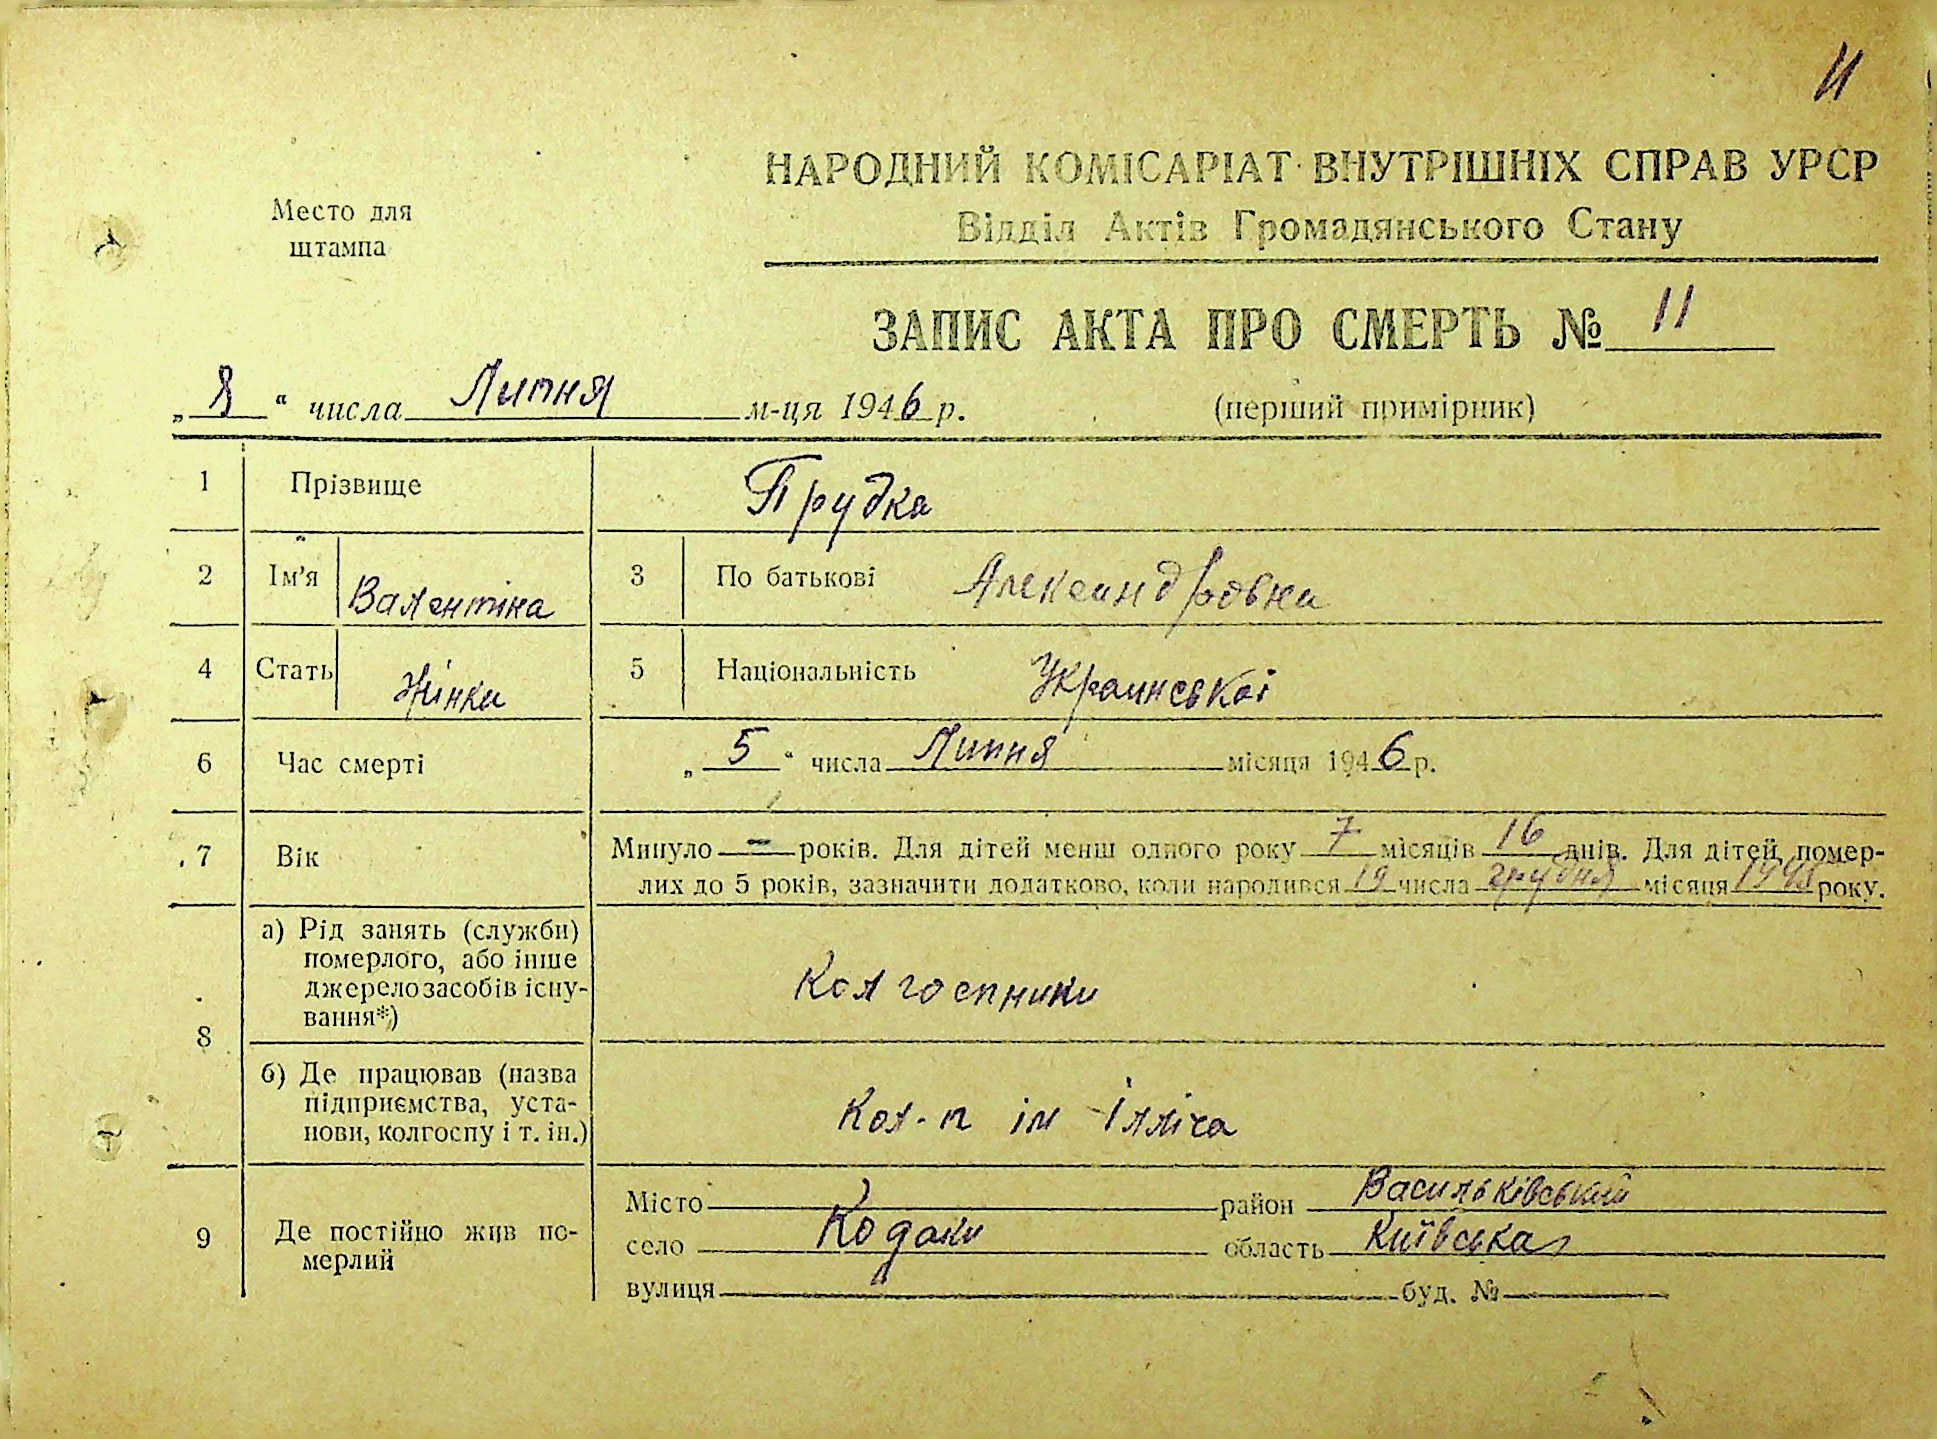 11
НАРОДНИЙ КОМІСАРІАТ ВНУТРІШНІХ СПРАВ УРСР
Відділ Актів Громадянського Стану
Место для
штампа
ЗАПИС АКТА ПРО СМЕРТЬ № 11
„ 8 “ числа Липня м-ця 1946 р. (перший примірник)
1 Прізвище Прудка
2 Ім'я Валентіна 3 По батькові Александровна
4 Стать Жінки 5 Національність Украинської
6 Час смерті „ 5 “ числа Липня місяця 1946 р.
7 Вік Минуло — років. Для дітей менш одного року 7 місяців 16 днів. Для дітей, помер-
лих до 5 років, зазначити додатково, коли народився 19 числа грудня місяця 1945 року.
8 а) Рід занять (служби)
померлого, або інше
джерело засобів існу-
вання*)
Колгоспники
б) Де працював (назва
підприємства, уста-
нови, колгоспу і т. ін.)
Кол-п ім Ілліча
9 Де постійно жив по-
мерлий
Місто район Васильківський
село Кодаки область Київська
вулиця буд. №